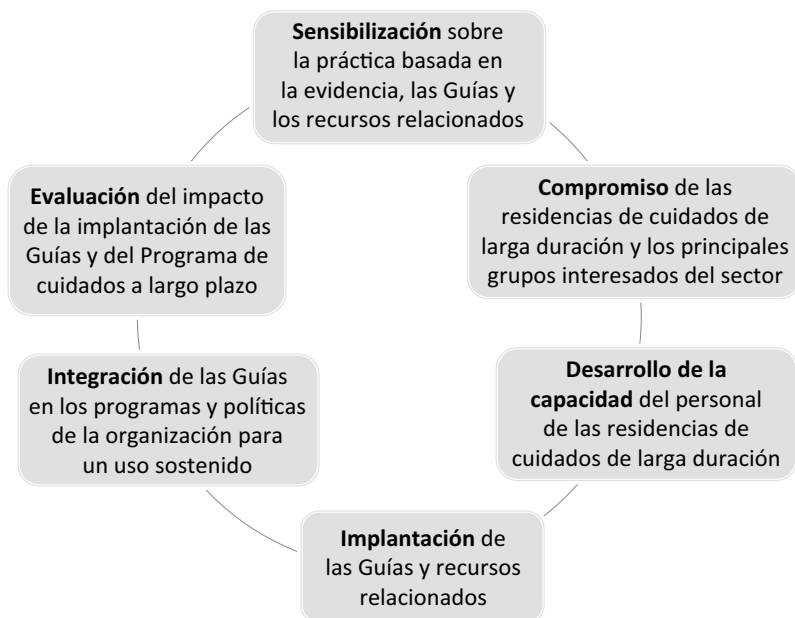 Sensibilización sobre
la práctica basada en
la evidencia, las Guías y
los recursos relacionados
Compromiso de las
residencias de cuidados de
larga duración y los principales
grupos interesados del sector
Desarrollo de la
capacidad del personal
de las residencias de
cuidados de larga duración
Implantación de
las Guías y recursos
relacionados
Integración de las Guías
en los programas y políticas
de la organización para
un uso sostenido
Evaluación del impacto
de la implantación de las
Guías y del Programa de
cuidados a largo plazo